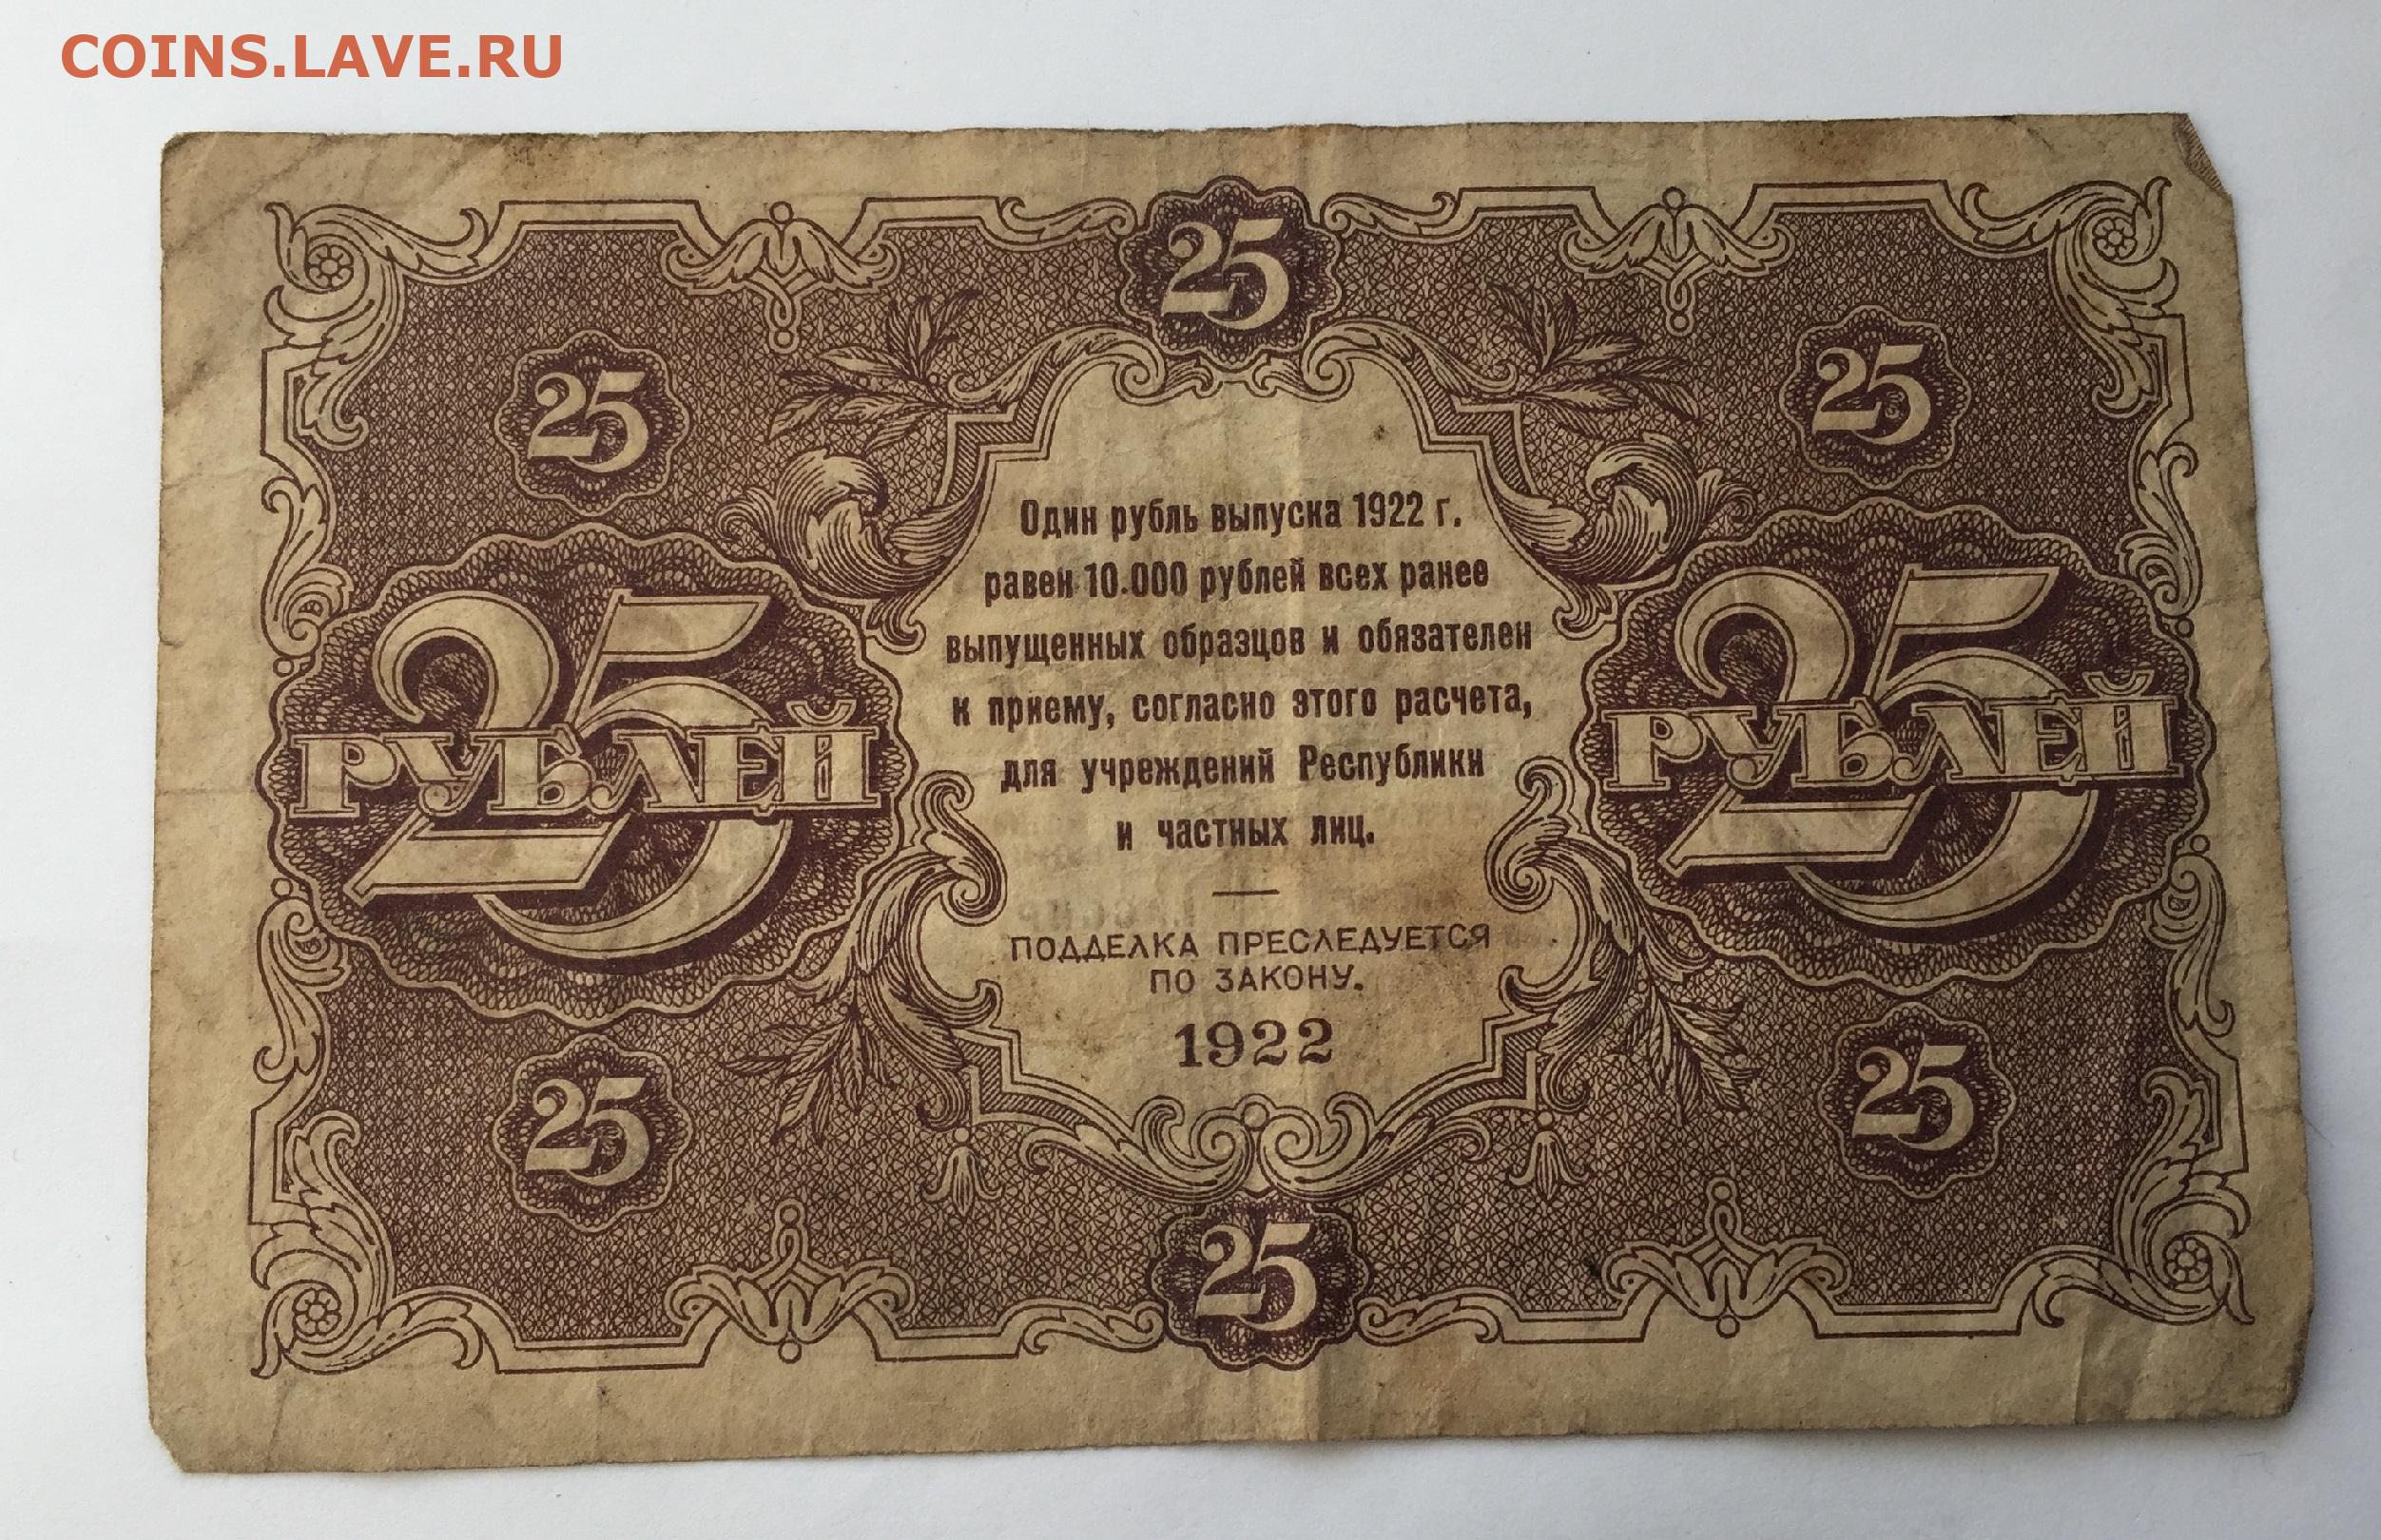 COINS.LAVE.RU
25
25 25
Один рубль выпуска 1922 г.
равен 10.000 рублей всех ранее
выпущенных образцов и обязателен
к приему, согласно этого расчета,
для учреждений Республики
и частных лиц.
25 РУБЛЕЙ 25 РУБЛЕЙ
ПОДДЕЛКА ПРЕСЛЕДУЕТСЯ
ПО ЗАКОНУ.
1922
25 25
25